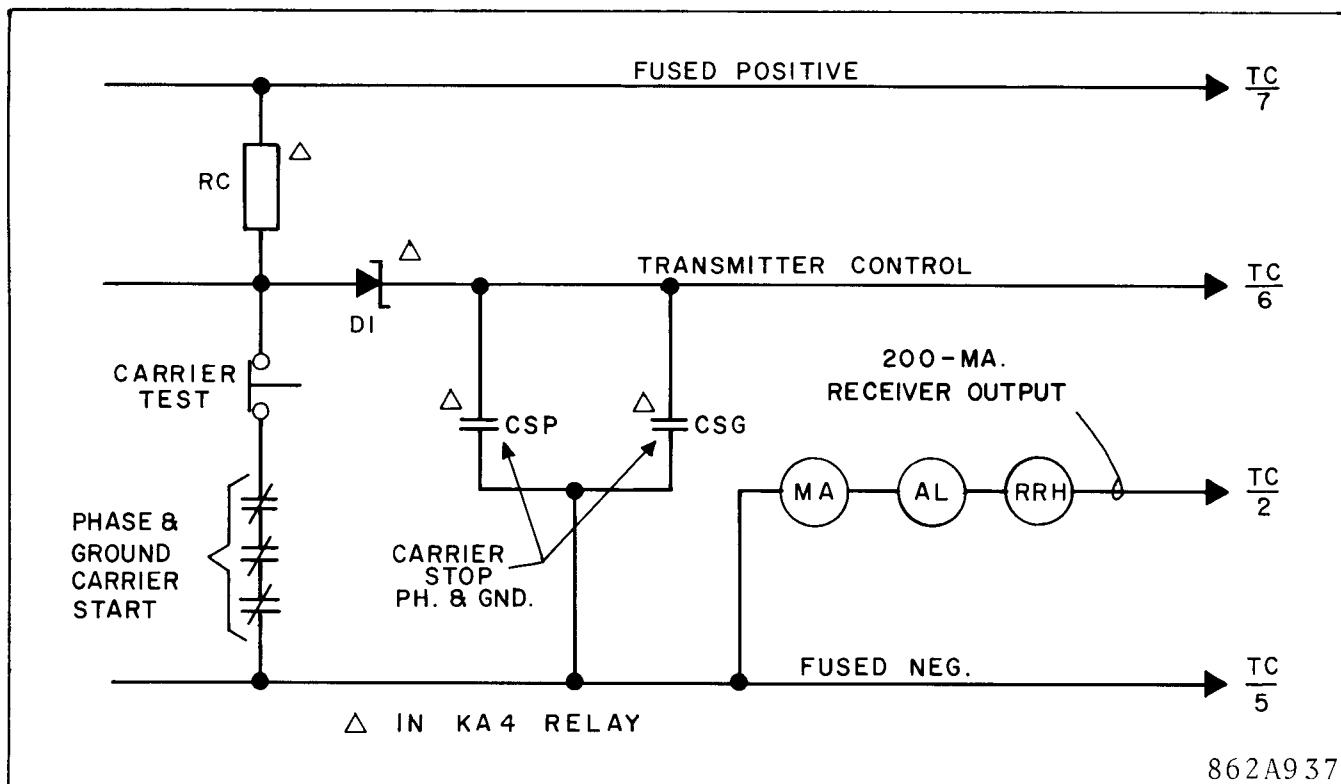 FUSED POSITIVE
TC
7
△
RC
△
TRANSMITTER CONTROL
TC
6
D1
CARRIER
TEST
200-MA.
RECEIVER OUTPUT
△ CSP
△ CSG
MA
AL
RRH
TC
2
PHASE &
GROUND
CARRIER
START
CARRIER
STOP
PH. & GND.
FUSED NEG.
TC
5
△ IN KA4 RELAY
862A937